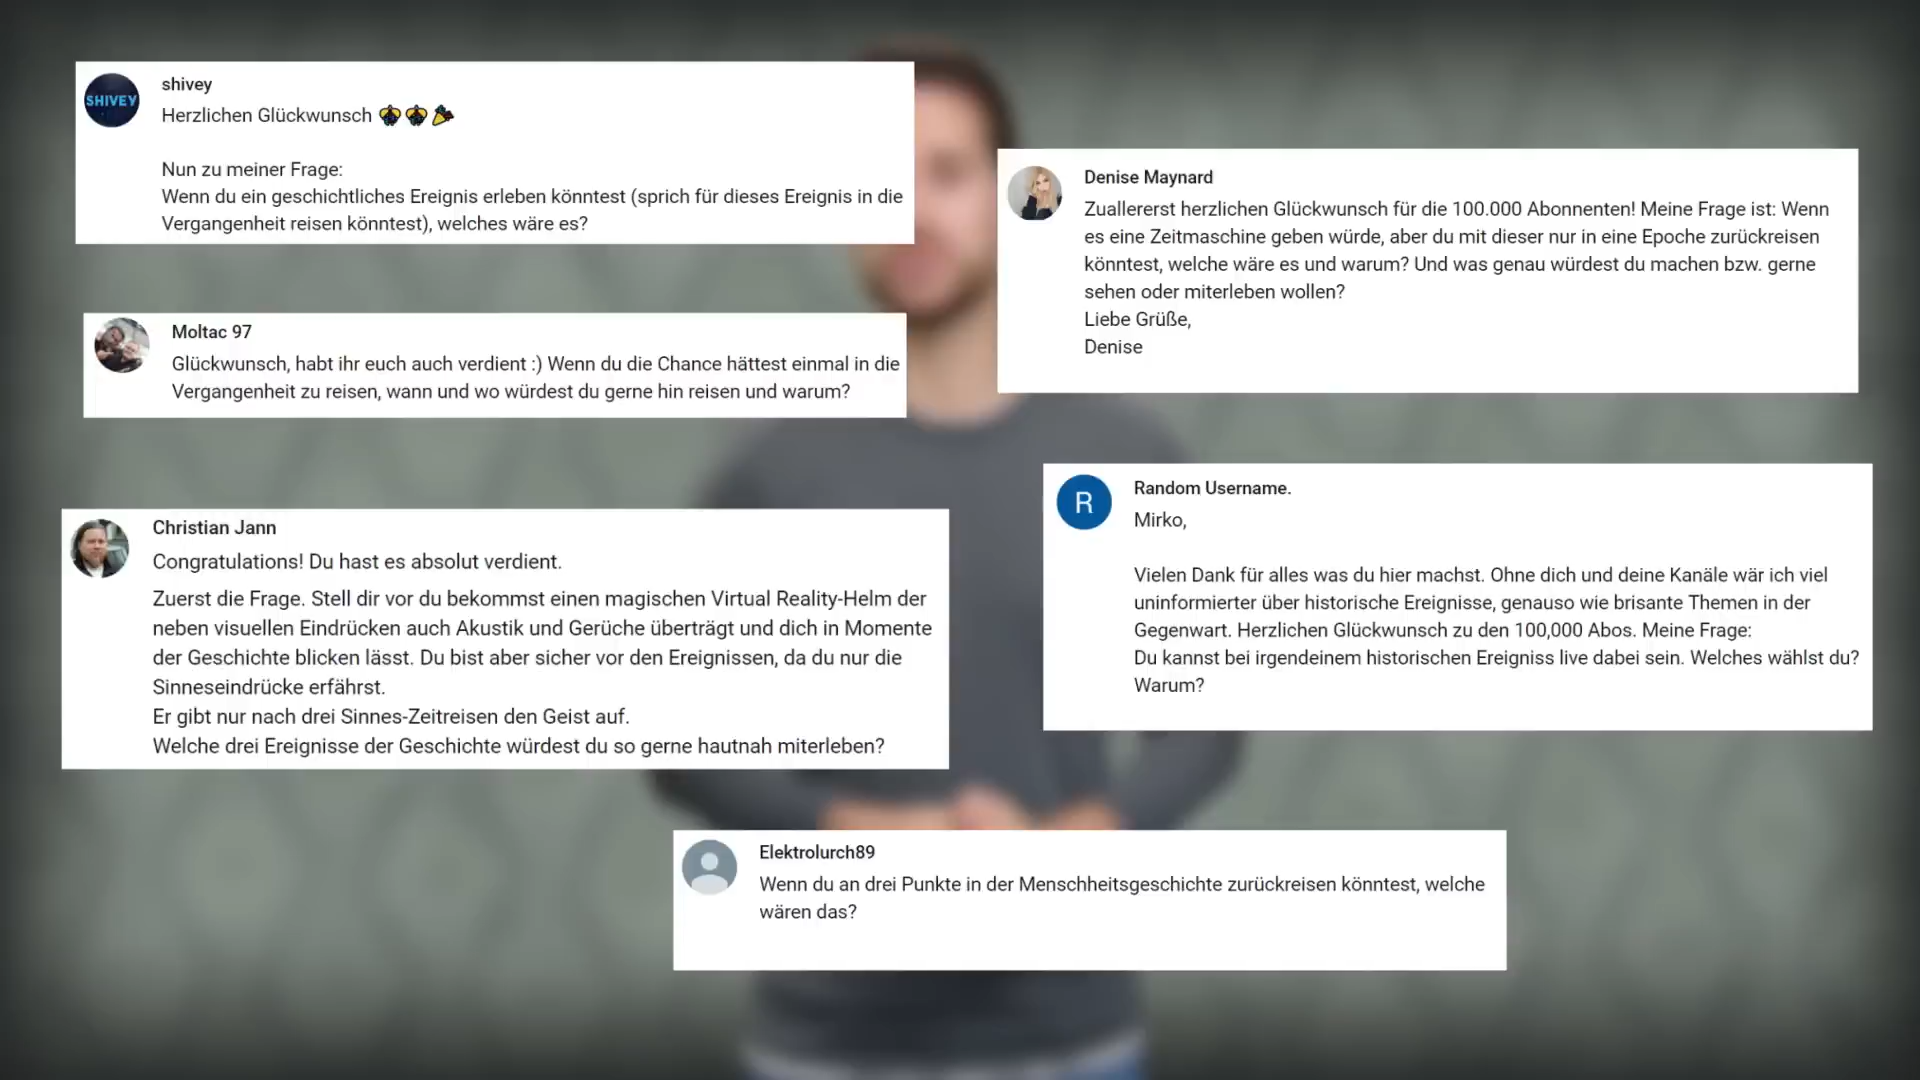 SHIVEY
shivey
Herzlichen Glückwunsch
Nun zu meiner Frage:
Wenn du ein geschichtliches Ereignis erleben könntest (sprich für dieses Ereignis in die
Vergangenheit reisen könntest), welches wäre es?
Moltac 97
Glückwunsch, habt ihr euch auch verdient :) Wenn du die Chance hättest einmal in die
Vergangenheit zu reisen, wann und wo würdest du gerne hin reisen und warum?
Christian Jann
Congratulations! Du hast es absolut verdient.
Zuerst die Frage. Stell dir vor du bekommst einen magischen Virtual Reality-Helm der
neben visuellen Eindrücken auch Akustik und Gerüche überträgt und dich in Momente
der Geschichte blicken lässt. Du bist aber sicher vor den Ereignissen, da du nur die
Sinneseindrücke erfährst.
Er gibt nur nach drei Sinnes-Zeitreisen den Geist auf.
Welche drei Ereignisse der Geschichte würdest du so gerne hautnah miterleben?
Denise Maynard
Zuallererst herzlichen Glückwunsch für die 100.000 Abonnenten! Meine Frage ist: Wenn
es eine Zeitmaschine geben würde, aber du mit dieser nur in eine Epoche zurückreisen
könntest, welche wäre es und warum? Und was genau würdest du machen bzw. gerne
sehen oder miterleben wollen?
Liebe Grüße,
Denise
R
Random Username.
Mirko,
Vielen Dank für alles was du hier machst. Ohne dich und deine Kanäle wär ich viel
uninformierter über historische Ereignisse, genauso wie brisante Themen in der
Gegenwart. Herzlichen Glückwunsch zu den 100,000 Abos. Meine Frage:
Du kannst bei irgendeinem historischen Ereigniss live dabei sein. Welches wählst du?
Warum?
Elektrolurch89
Wenn du an drei Punkte in der Menschheitsgeschichte zurückreisen könntest, welche
wären das?